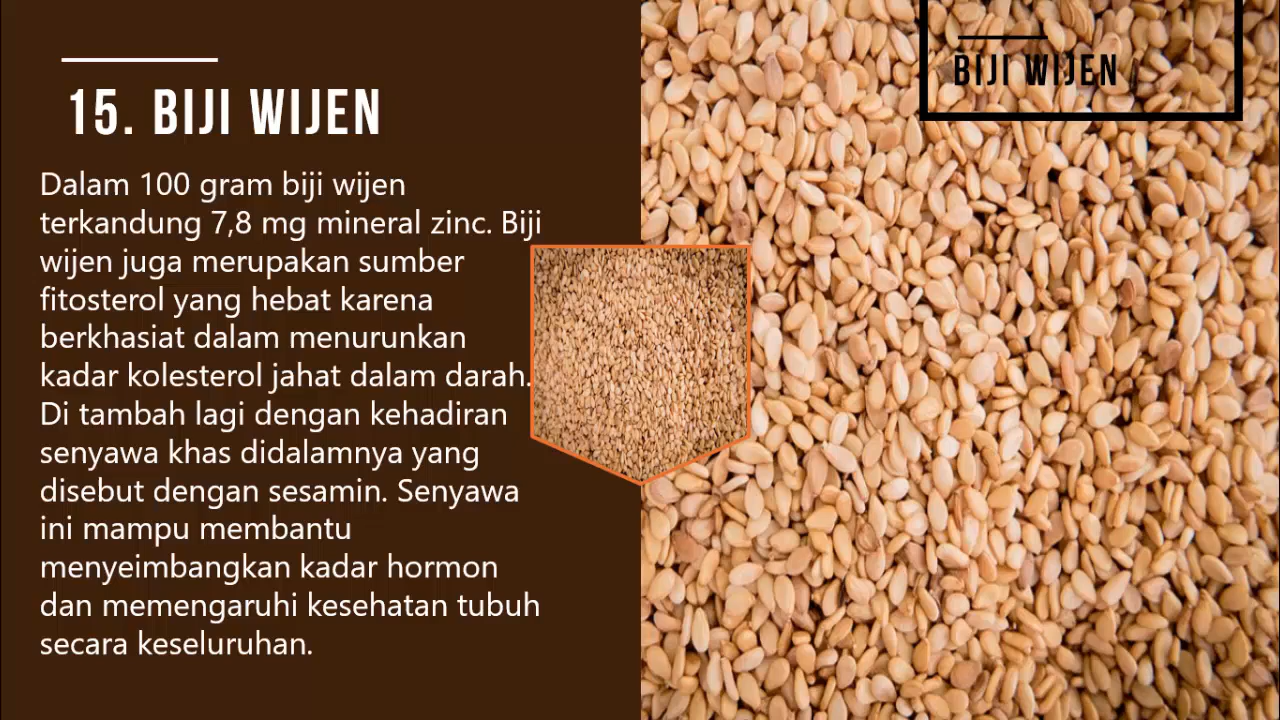 15. BIJI WIJEN
Dalam 100 gram biji wijen
terkandung 7,8 mg mineral zinc. Biji
wijen juga merupakan sumber
fitosterol yang hebat karena
berkhasiat dalam menurunkan
kadar kolesterol jahat dalam darah.
Di tambah lagi dengan kehadiran
senyawa khas didalamnya yang
disebut dengan sesamin. Senyawa
ini mampu membantu
menyeimbangkan kadar hormon
dan memengaruhi kesehatan tubuh
secara keseluruhan.
BIJI WIJEN